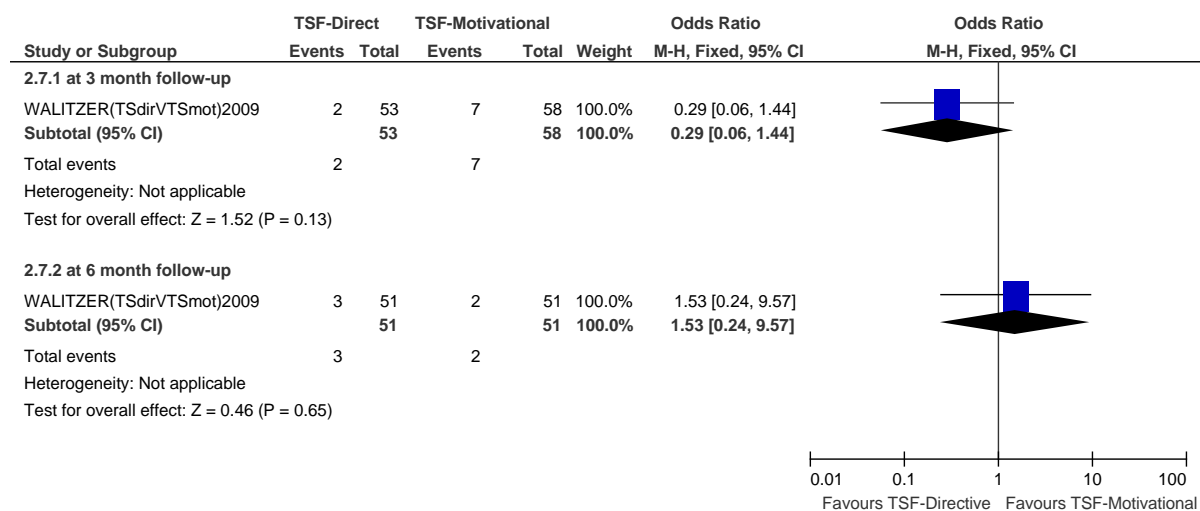 TSF-Direct TSF-Motivational Odds Ratio Odds Ratio
Study or Subgroup Events Total Events Total Weight M-H, Fixed, 95% CI M-H, Fixed, 95% CI
2.7.1 at 3 month follow-up
WALITZER(TSdirVTSmot)2009 2 53 7 58 100.0% 0.29 [0.06, 1.44]
Subtotal (95% CI) 53 58 100.0% 0.29 [0.06, 1.44]
Total events 2 7
Heterogeneity: Not applicable
Test for overall effect: Z = 1.52 (P = 0.13)
2.7.2 at 6 month follow-up
WALITZER(TSdirVTSmot)2009 3 51 2 51 100.0% 1.53 [0.24, 9.57]
Subtotal (95% CI) 51 51 100.0% 1.53 [0.24, 9.57]
Total events 3 2
Heterogeneity: Not applicable
Test for overall effect: Z = 0.46 (P = 0.65)
0.01 0.1 1 10 100
Favours TSF-Directive Favours TSF-Motivational